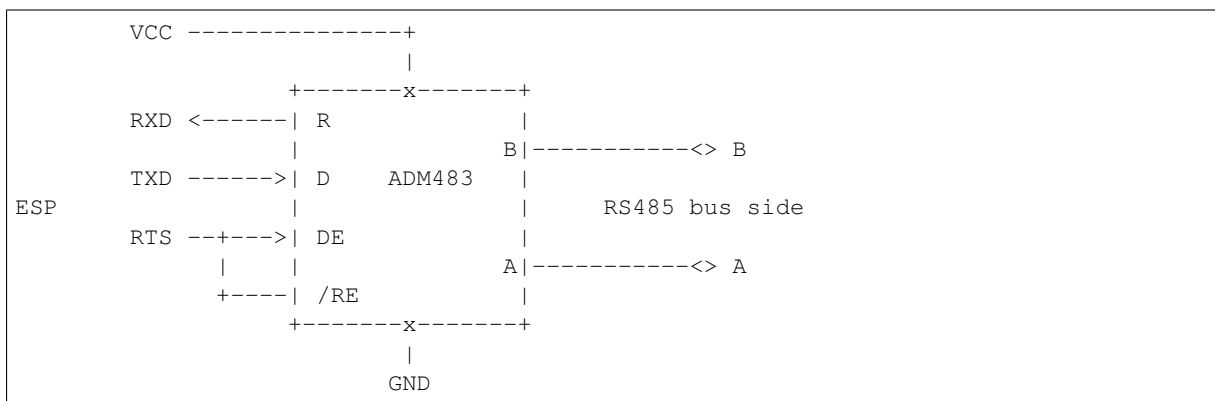 VCC ---------------+
|
+-------x-------+
RXD <------| R |
| B|-----------<> B
TXD ------>| D ADM483 |
ESP | | RS485 bus side
RTS --+--->| DE |
| | A|-----------<> A
+----| /RE |
+-------x-------+
|
GND